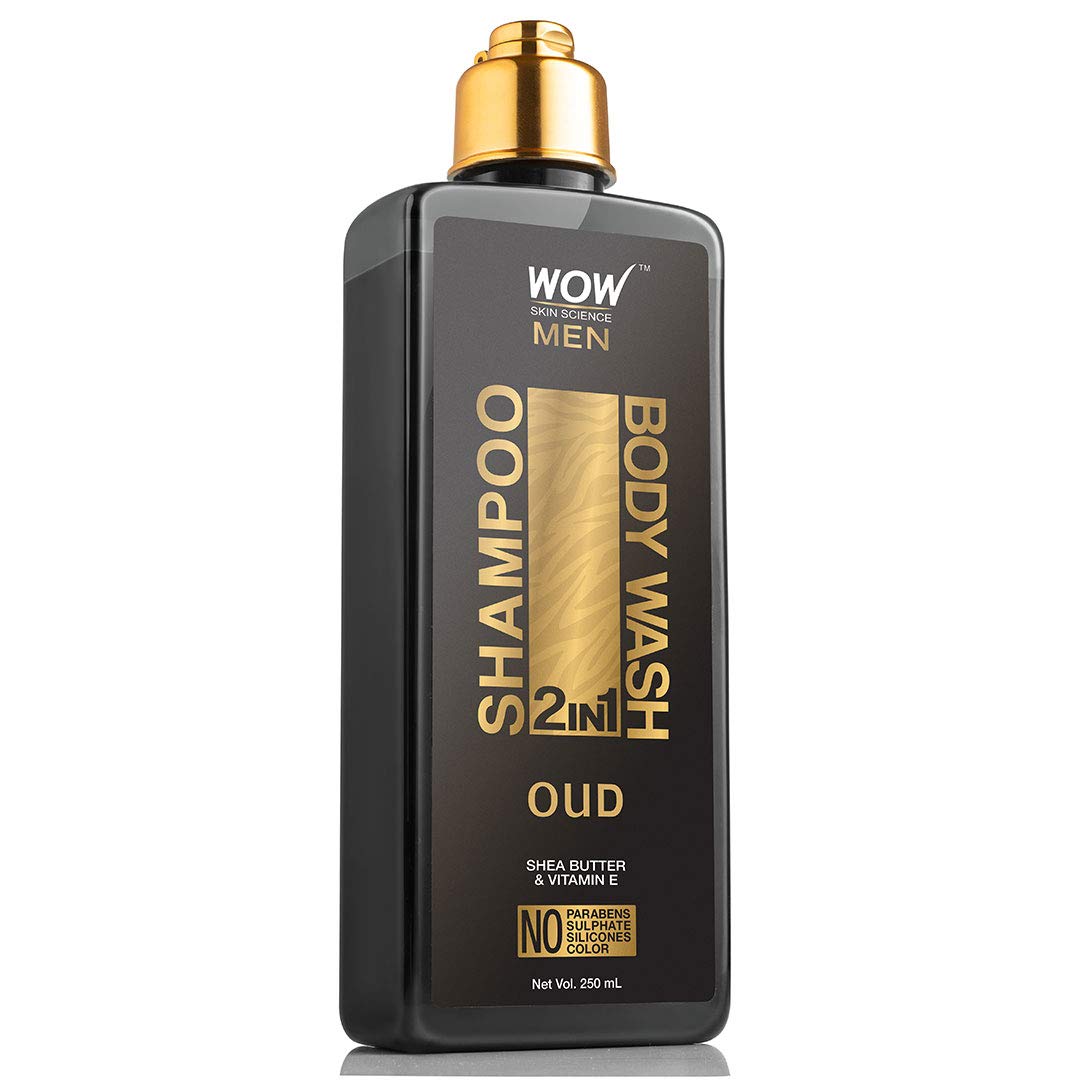 WOW™
SKIN SCIENCE
MEN
SHAMPOO
BODY WASH
2IN1
OUD
SHEA BUTTER
& VITAMIN E
NO
PARABENS
SULPHATE
SILICONES
COLOR
Net Vol. 250 mL